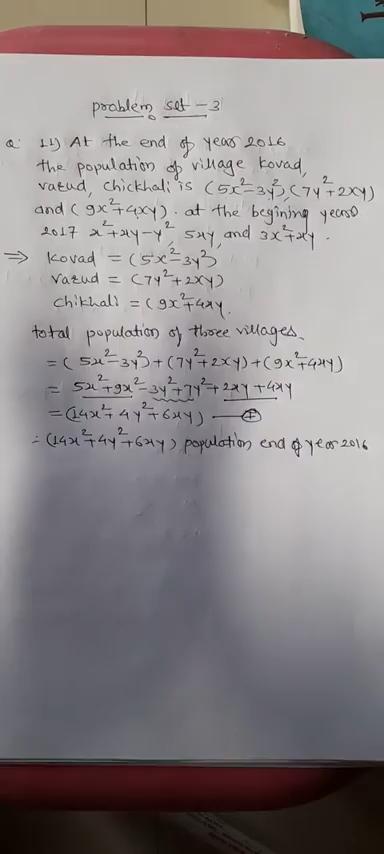 problem set - 3
Q. 11) At the end of year 2016
the population of village kovad,
varud, chickhali is (5x²-3y²), (7y²+2xy)
and (9x²+4xy). at the begining years
2017 x²+xy-y², 5xy, and 3x²+xy.
⇒ Kovad = (5x²-3y²)
varud = (7y²+2xy)
chikhali = (9x²+4xy.
total population of three villages.
= (5x²-3y²)+(7y²+2xy)+(9x²+4xy)
= 5x²+9x²-3y²+7y²+2xy+4xy
= (14x²+4y²+6xy) — I
∴ (14x²+4y²+6xy) population end of year 2016